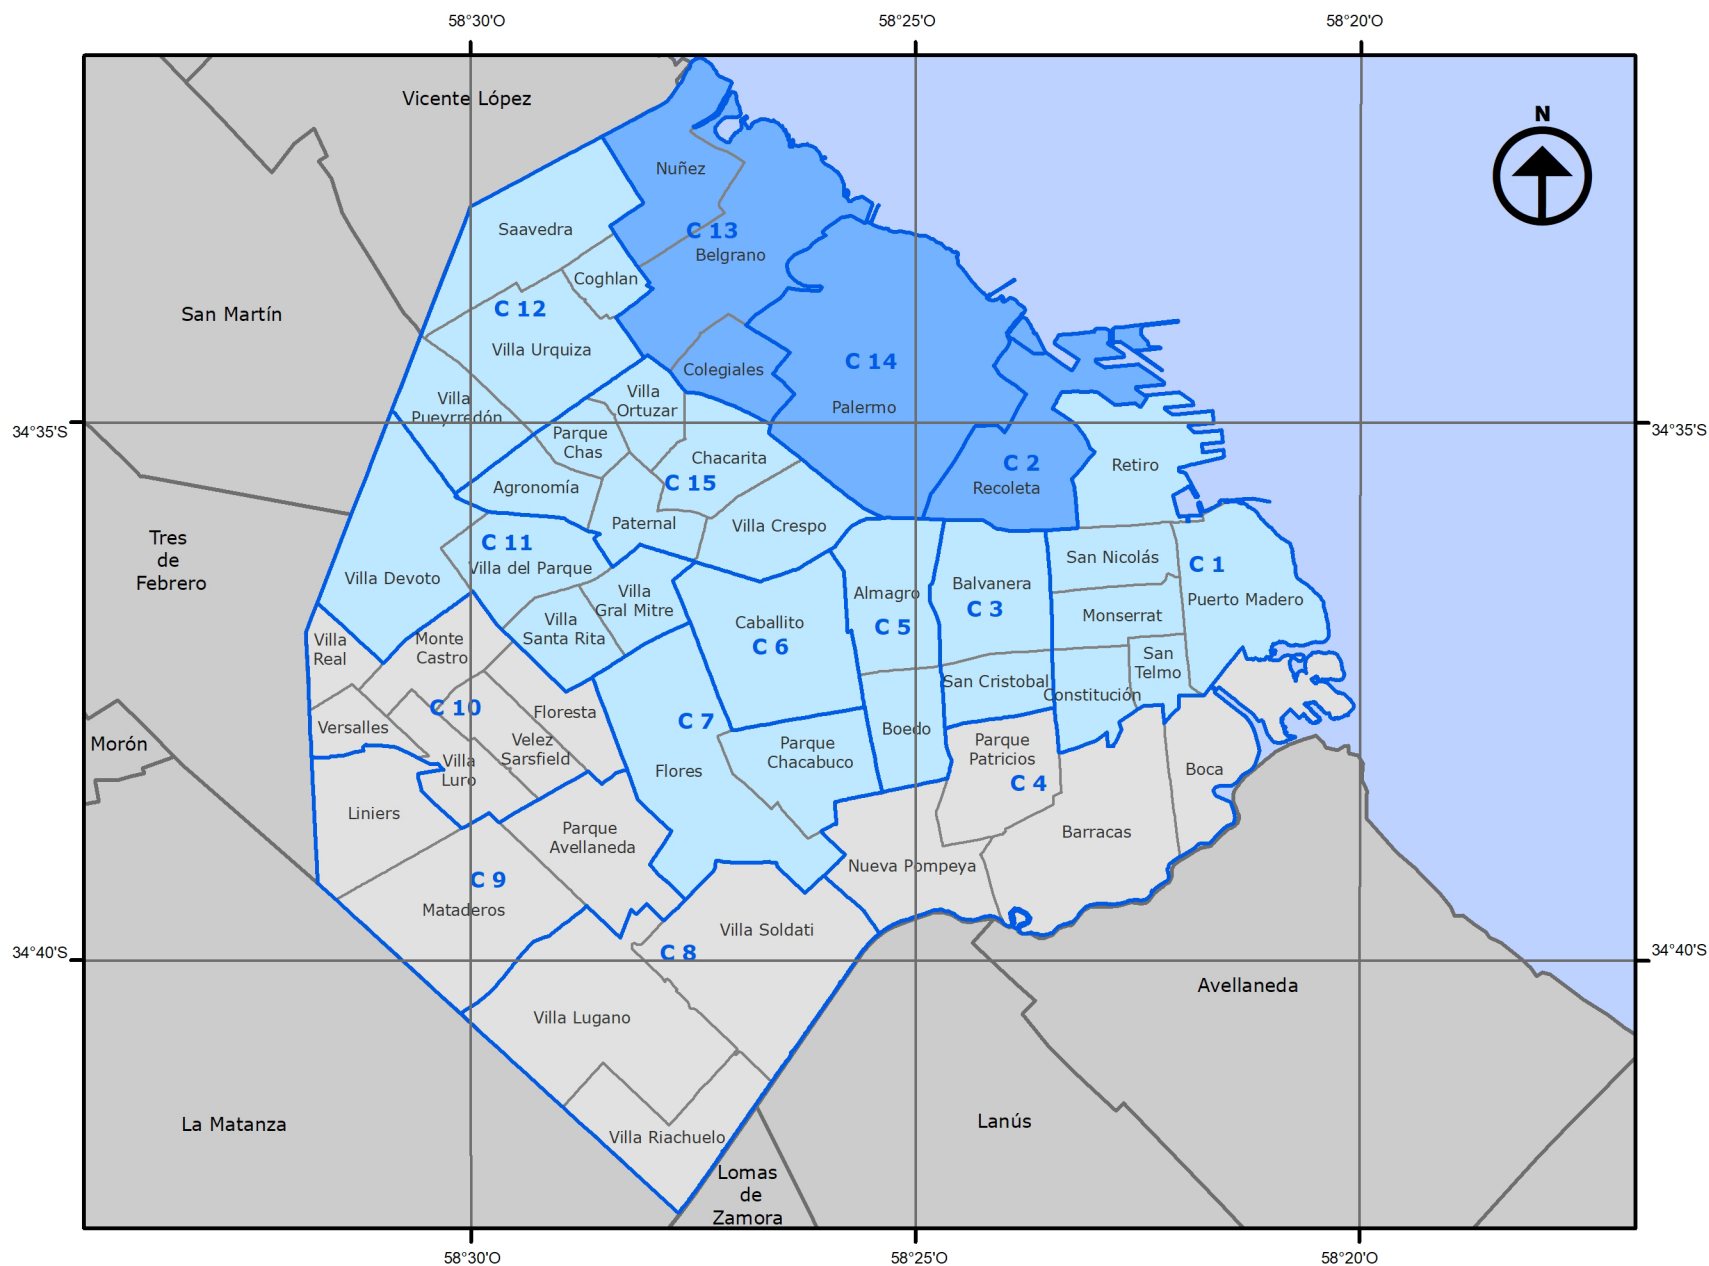 58°30'O
58°25'O
58°20'O
Vicente López
N
Nuñez
Saavedra
C 13
Belgrano
Coghlan
San Martín
C 12
Villa Urquiza
C 14
Colegiales
Villa
Pueyrredón
Villa
Ortuzar
Palermo
34°35'S
34°35'S
Parque
Chas
Chacarita
C 2
Retiro
Agronomía
C 15
Recoleta
Paternal
Villa Crespo
Tres
de
Febrero
C 11
Villa del Parque
San Nicolás
C 1
Villa Devoto
Balvanera
C 3
Almagro
Puerto Madero
Villa
Gral Mitre
Monserrat
Villa
Santa Rita
Caballito
C 6
C 5
Villa
Real
Monte
Castro
San
Telmo
San Cristobal
Constitución
C 10
Floresta
C 7
Versalles
Boedo
Morón
Velez
Sarsfield
Parque
Chacabuco
Parque
Patricios
Villa
Luro
Flores
Boca
C 4
Liniers
Parque
Avellaneda
Barracas
Nueva Pompeya
C 9
Mataderos
Villa Soldati
34°40'S
34°40'S
C 8
Avellaneda
Villa Lugano
La Matanza
Lanús
Villa Riachuelo
Lomas
de
Zamora
58°30'O
58°25'O
58°20'O